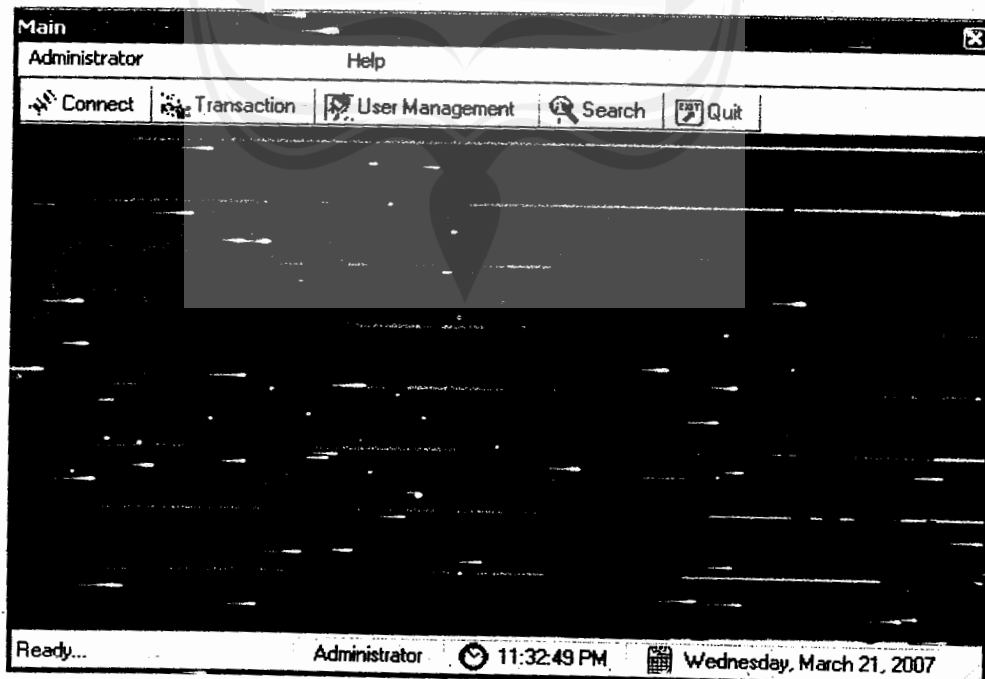 Main
Administrator Help
Connect Transaction User Management Search Quit
Ready... Administrator 11:32:49 PM Wednesday, March 21, 2007